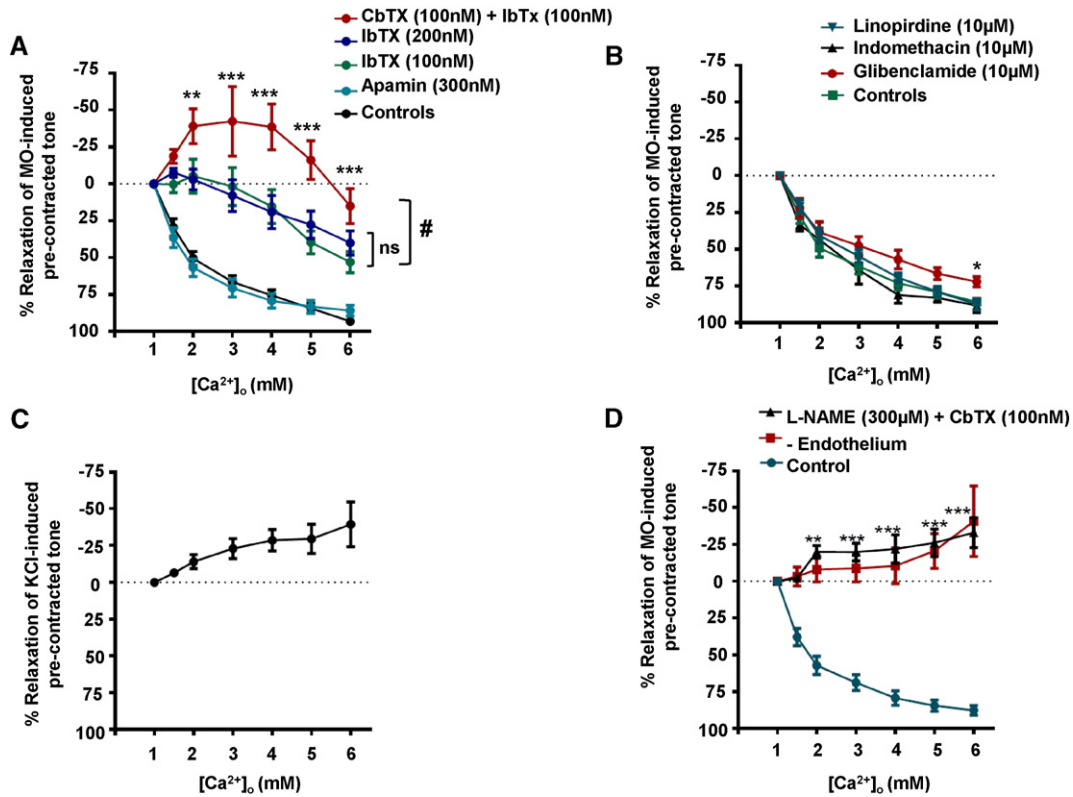 A
CbTX (100nM) + IbTx (100nM)
IbTX (200nM)
IbTX (100nM)
Apamin (300nM)
Controls
% Relaxation of MO-induced
pre-contracted tone
-75
-50
-25
0
25
50
75
100
**
***
***
***
***
ns
#
1 2 3 4 5 6
[Ca²⁺]ₒ (mM)
B
Linopirdine (10µM)
Indomethacin (10µM)
Glibenclamide (10µM)
Controls
% Relaxation of MO-induced
pre-contracted tone
-75
-50
-25
0
25
50
75
100
*
1 2 3 4 5 6
[Ca²⁺]ₒ (mM)
C
% Relaxation of KCl-induced
pre-contracted tone
-75
-50
-25
0
25
50
75
100
1 2 3 4 5 6
[Ca²⁺]ₒ (mM)
D
L-NAME (300µM) + CbTX (100nM)
- Endothelium
Control
% Relaxation of MO-induced
pre-contracted tone
-75
-50
-25
0
25
50
75
100
**
***
***
***
***
1 2 3 4 5 6
[Ca²⁺]ₒ (mM)